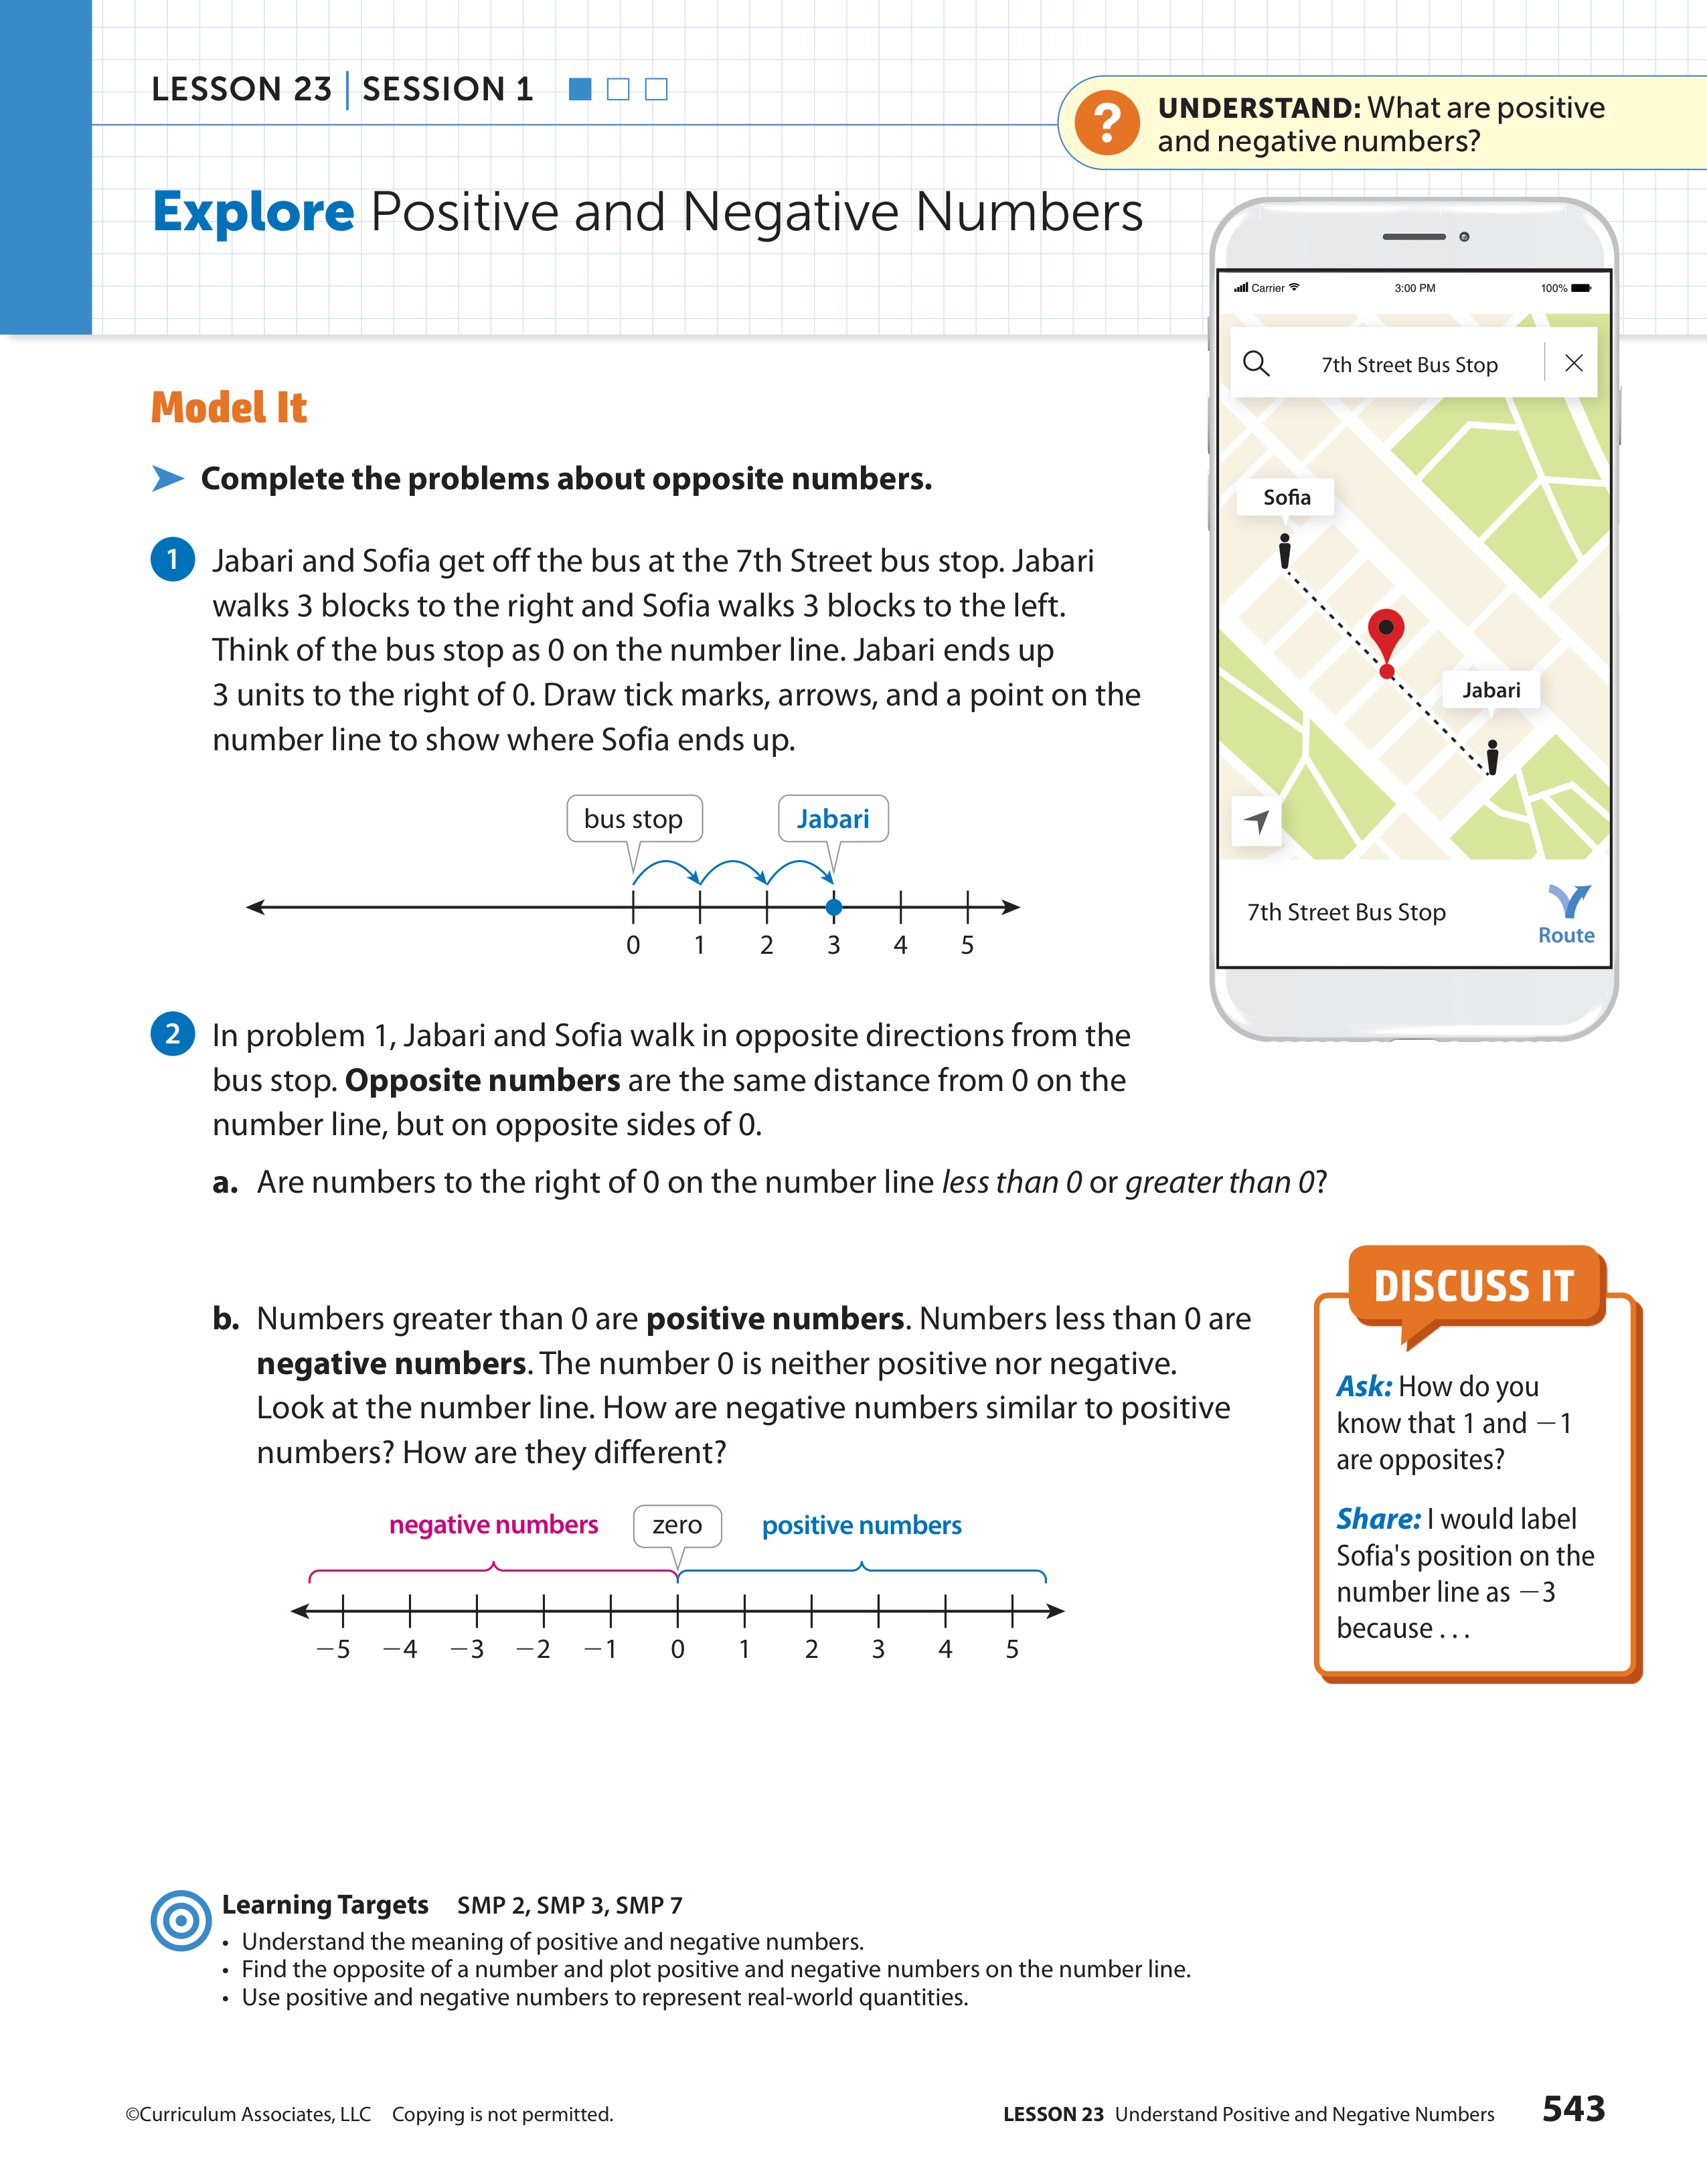 LESSON 23 | SESSION 1
? UNDERSTAND: What are positive
and negative numbers?
Explore Positive and Negative Numbers
Model It
Complete the problems about opposite numbers.
1 Jabari and Sofia get off the bus at the 7th Street bus stop. Jabari
walks 3 blocks to the right and Sofia walks 3 blocks to the left.
Think of the bus stop as 0 on the number line. Jabari ends up
3 units to the right of 0. Draw tick marks, arrows, and a point on the
number line to show where Sofia ends up.
bus stop Jabari
0 1 2 3 4 5
Carrier 3:00 PM 100%
7th Street Bus Stop
Sofia
Jabari
7th Street Bus Stop
Route
2 In problem 1, Jabari and Sofia walk in opposite directions from the
bus stop. Opposite numbers are the same distance from 0 on the
number line, but on opposite sides of 0.
a. Are numbers to the right of 0 on the number line less than 0 or greater than 0?
b. Numbers greater than 0 are positive numbers. Numbers less than 0 are
negative numbers. The number 0 is neither positive nor negative.
Look at the number line. How are negative numbers similar to positive
numbers? How are they different?
negative numbers zero positive numbers
−5 −4 −3 −2 −1 0 1 2 3 4 5
DISCUSS IT
Ask: How do you
know that 1 and −1
are opposites?
Share: I would label
Sofia's position on the
number line as −3
because . . .
Learning Targets SMP 2, SMP 3, SMP 7
• Understand the meaning of positive and negative numbers.
• Find the opposite of a number and plot positive and negative numbers on the number line.
• Use positive and negative numbers to represent real-world quantities.
©Curriculum Associates, LLC Copying is not permitted.
LESSON 23 Understand Positive and Negative Numbers 543